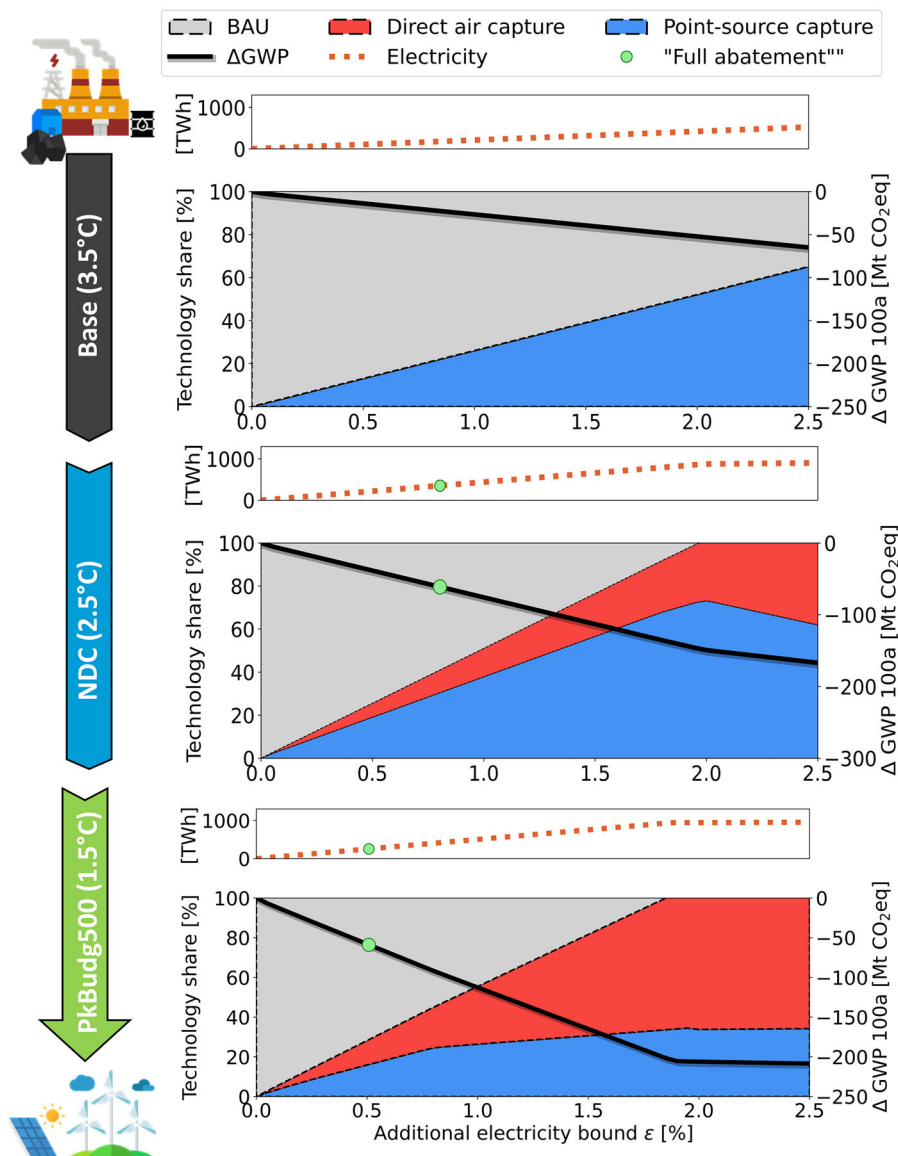 BAU
Direct air capture
Point-source capture
ΔGWP
Electricity
"Full abatement""
Base (3.5°C)
[TWh]
1000
0
Technology share [%]
100
80
60
40
20
0
0
−50
−100
−150
−200
−250
Δ GWP 100a [Mt CO₂eq]
0.0 0.5 1.0 1.5 2.0 2.5
NDC (2.5°C)
[TWh]
1000
0
Technology share [%]
100
80
60
40
20
0
0
−100
−200
−300
Δ GWP 100a [Mt CO₂eq]
0.0 0.5 1.0 1.5 2.0 2.5
PkBudg500 (1.5°C)
[TWh]
1000
0
Technology share [%]
100
80
60
40
20
0
0
−50
−100
−150
−200
−250
Δ GWP 100a [Mt CO₂eq]
0.0 0.5 1.0 1.5 2.0 2.5
Additional electricity bound ε [%]